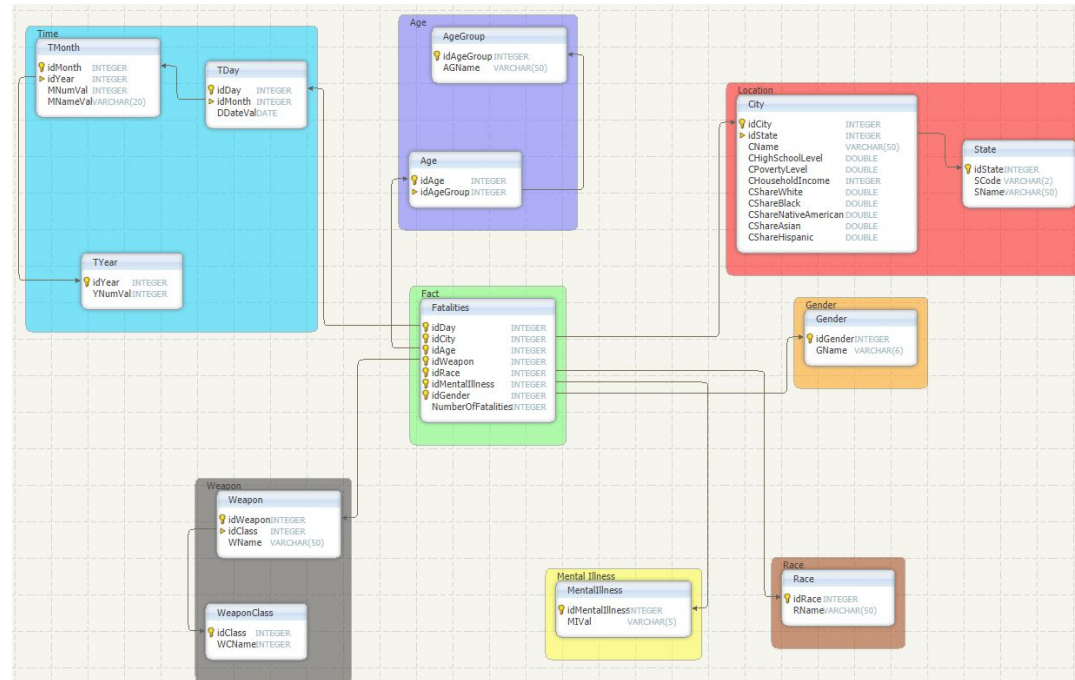 Time
TMonth
idMonth INTEGER
idYear INTEGER
MNumVal INTEGER
MNameVal VARCHAR(20)
TDay
idDay INTEGER
idMonth INTEGER
DDateVal DATE
TYear
idYear INTEGER
YNumVal INTEGER
Age
AgeGroup
idAgeGroup INTEGER
AGName VARCHAR(50)
Age
idAge INTEGER
idAgeGroup INTEGER
Location
City
idCity INTEGER
idState INTEGER
CName VARCHAR(50)
CHighSchoolLevel DOUBLE
CPovertyLevel DOUBLE
CHouseholdIncome INTEGER
CShareWhite DOUBLE
CShareBlack DOUBLE
CShareNativeAmerican DOUBLE
CShareAsian DOUBLE
CShareHispanic DOUBLE
State
idState INTEGER
SCode VARCHAR(2)
SName VARCHAR(50)
Fact
Fatalities
idDay INTEGER
idCity INTEGER
idAge INTEGER
idWeapon INTEGER
idRace INTEGER
idMentalIllness INTEGER
idGender INTEGER
NumberOfFatalities INTEGER
Gender
Gender
idGender INTEGER
GName VARCHAR(6)
Weapon
Weapon
idWeapon INTEGER
idClass INTEGER
WName VARCHAR(50)
WeaponClass
idClass INTEGER
WCName INTEGER
Mental Illness
MentalIllness
idMentalIllness INTEGER
MIVal VARCHAR(5)
Race
Race
idRace INTEGER
RName VARCHAR(50)